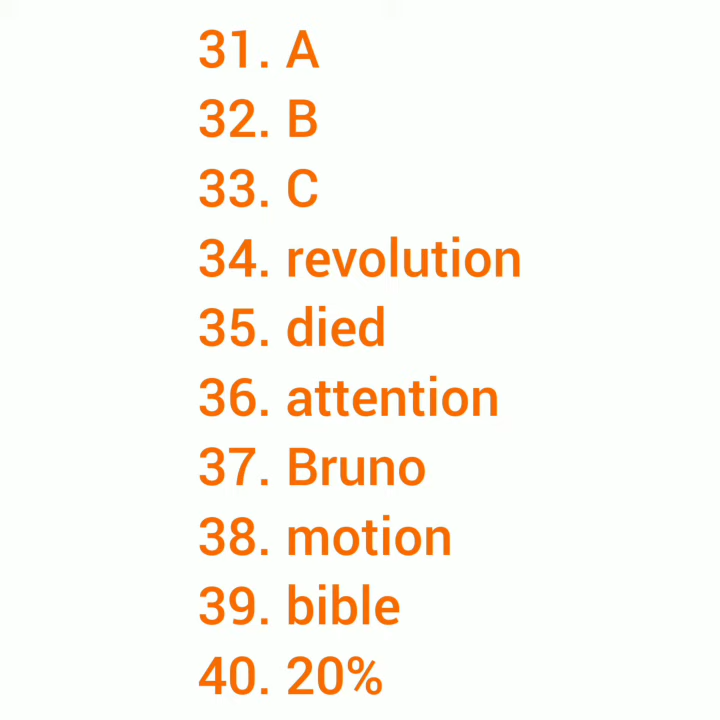 31. A
32. B
33. C
34. revolution
35. died
36. attention
37. Bruno
38. motion
39. bible
40. 20%